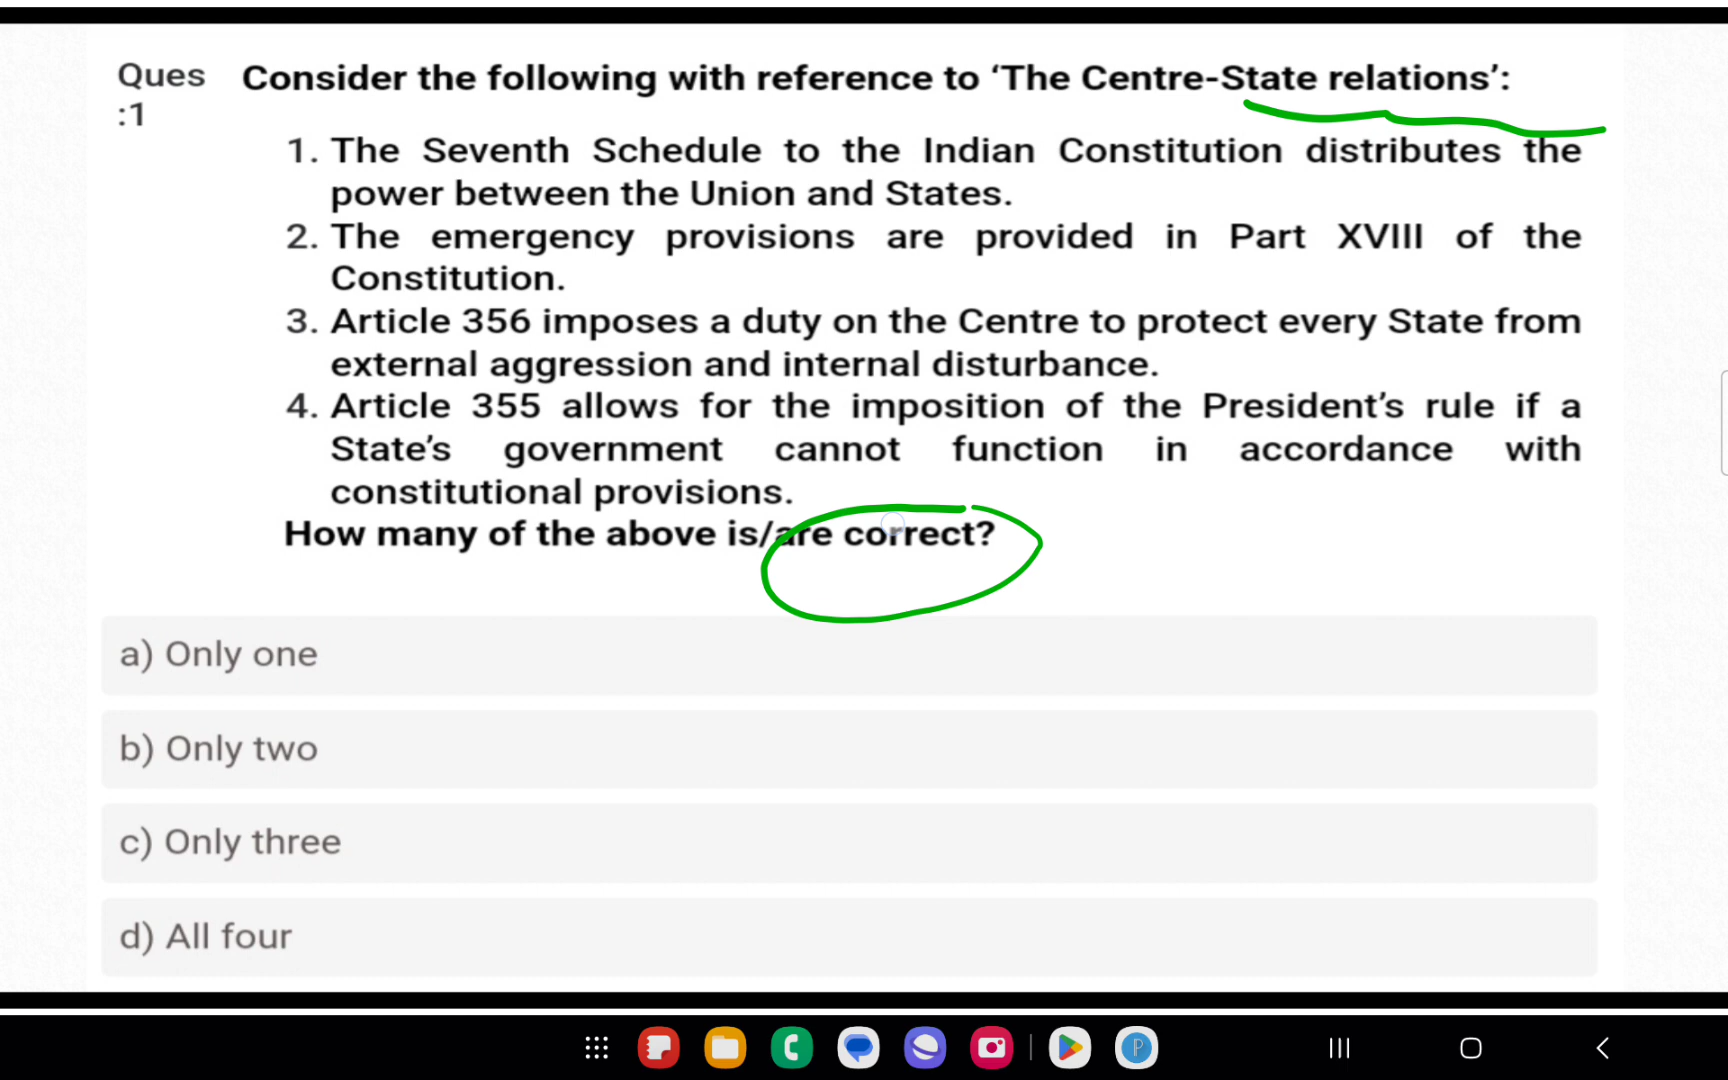 Ques
:1
Consider the following with reference to ‘The Centre-State relations’:
1. The Seventh Schedule to the Indian Constitution distributes the
power between the Union and States.
2. The emergency provisions are provided in Part XVIII of the
Constitution.
3. Article 356 imposes a duty on the Centre to protect every State from
external aggression and internal disturbance.
4. Article 355 allows for the imposition of the President’s rule if a
State’s government cannot function in accordance with
constitutional provisions.
How many of the above is/are correct?
a) Only one
b) Only two
c) Only three
d) All four